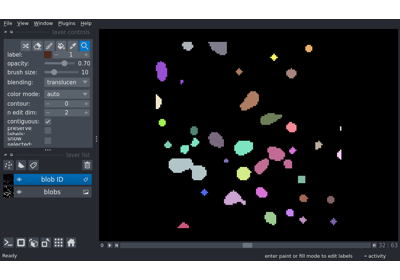 File View Window Plugins Help
layer controls
label: 1
opacity: 0.70
brush size: 10
blending: translucen
color mode: auto
contour: 0
n edit dim: 2
contiguous:
preserve labels:
show selected:
layer list
blob ID
blobs
0 32 63
Ready enter paint or fill mode to edit labels activity